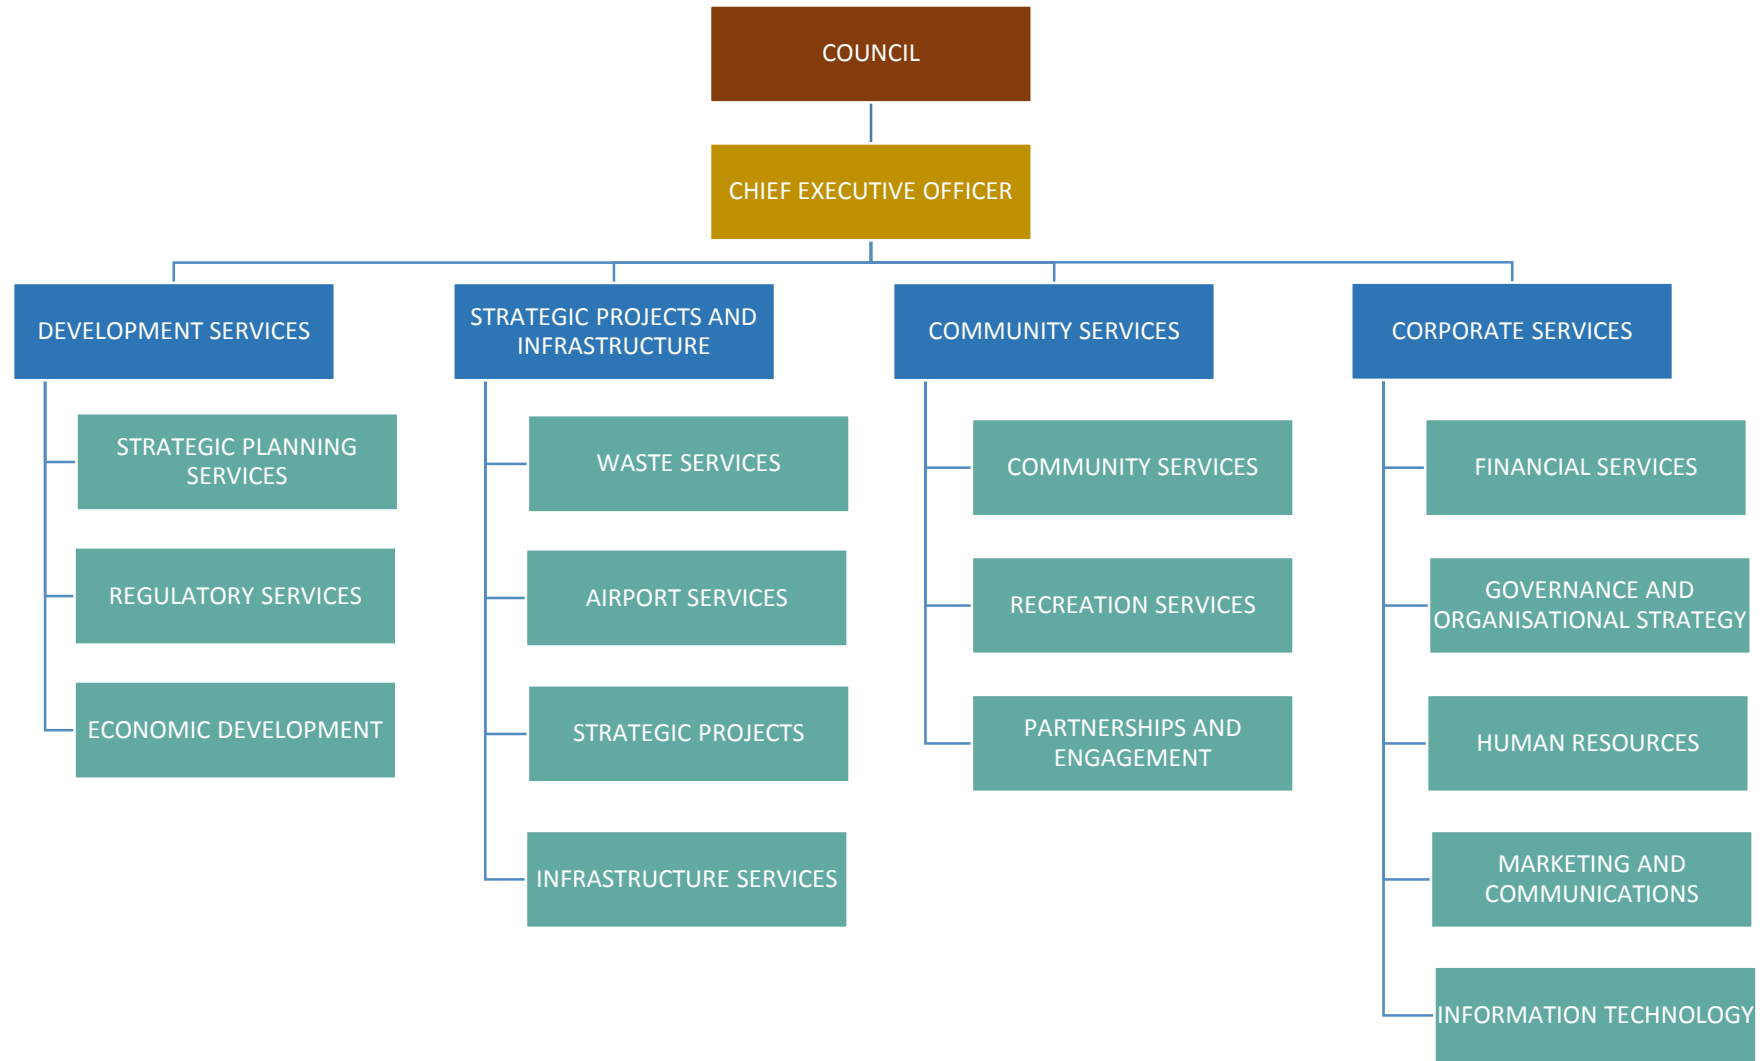 COUNCIL
CHIEF EXECUTIVE OFFICER
DEVELOPMENT SERVICES
STRATEGIC PROJECTS AND
INFRASTRUCTURE
COMMUNITY SERVICES
CORPORATE SERVICES
STRATEGIC PLANNING
SERVICES
REGULATORY SERVICES
ECONOMIC DEVELOPMENT
WASTE SERVICES
AIRPORT SERVICES
STRATEGIC PROJECTS
INFRASTRUCTURE SERVICES
COMMUNITY SERVICES
RECREATION SERVICES
PARTNERSHIPS AND
ENGAGEMENT
FINANCIAL SERVICES
GOVERNANCE AND
ORGANISATIONAL STRATEGY
HUMAN RESOURCES
MARKETING AND
COMMUNICATIONS
INFORMATION TECHNOLOGY